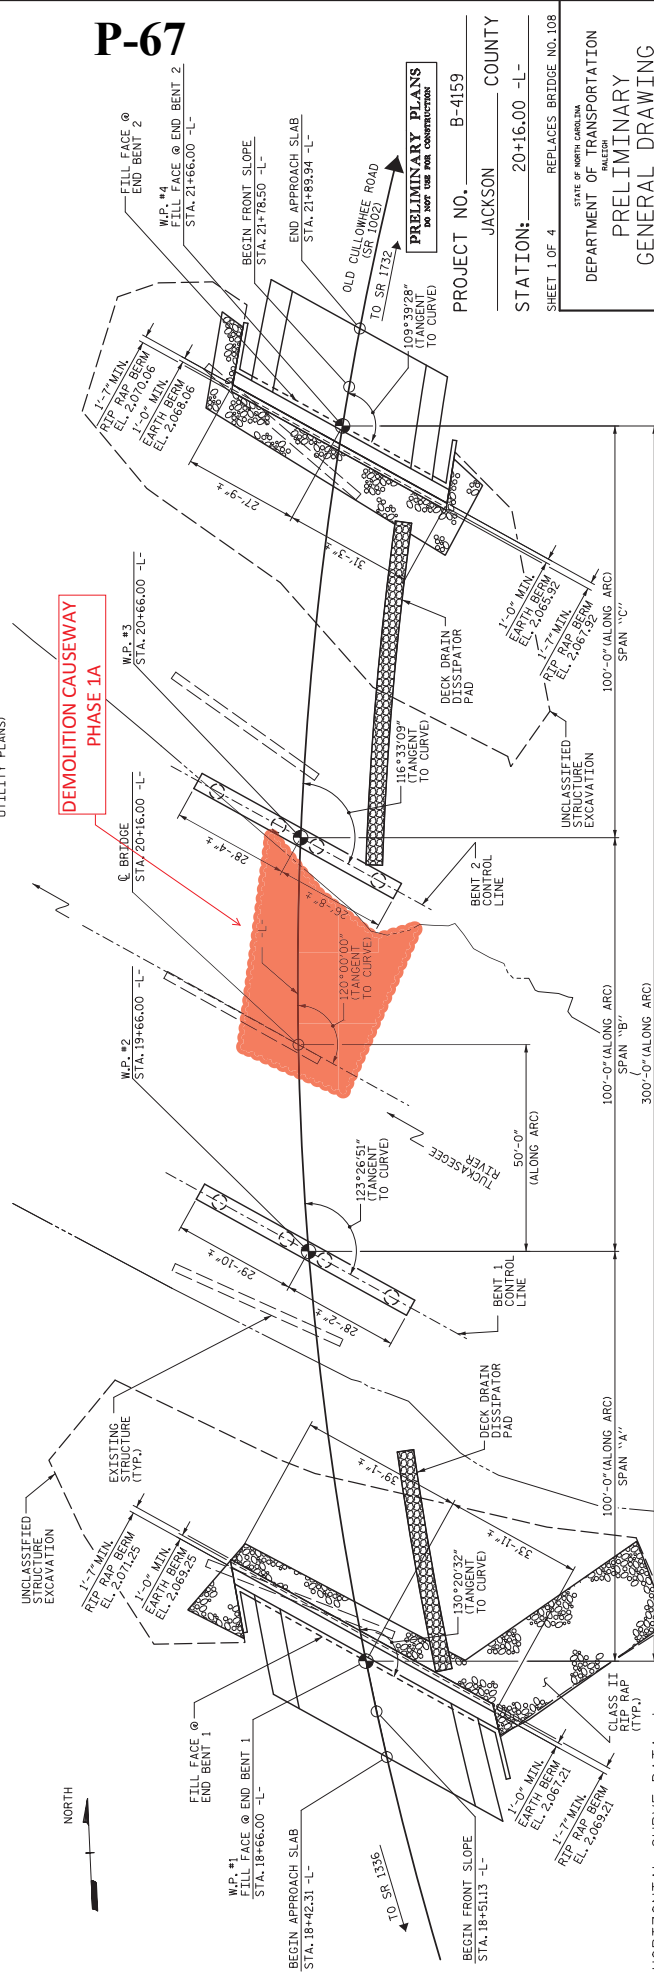 P-67
UTILITY PLANS)
DEMOLITION CAUSEWAY
PHASE 1A
PRELIMINARY PLANS
DO NOT USE FOR CONSTRUCTION
PROJECT NO. B-4159
JACKSON COUNTY
STATION: 20+16.00 -L-
SHEET 1 OF 4 REPLACES BRIDGE NO. 108
STATE OF NORTH CAROLINA
DEPARTMENT OF TRANSPORTATION
RALEIGH
PRELIMINARY
GENERAL DRAWING
FILL FACE @
END BENT 2
W.P. #4
FILL FACE @ END BENT 2
STA. 21+66.00 -L-
BEGIN FRONT SLOPE
STA. 21+78.50 -L-
END APPROACH SLAB
STA. 21+89.94 -L-
OLD CULLOWHEE ROAD
(SR 1002)
TO SR 1732
109°39'28"
(TANGENT
TO CURVE)
1'-7" MIN.
RIP RAP BERM
EL. 2,070.06
1'-0" MIN.
EARTH BERM
EL. 2,068.06
27'-9" ±
31'-3" ±
1'-0" MIN.
EARTH BERM
EL. 2,065.92
1'-7" MIN.
RIP RAP BERM
EL. 2,067.92
W.P. #3
STA. 20+66.00 -L-
DECK DRAIN
DISSIPATOR
PAD
116°33'09"
(TANGENT
TO CURVE)
UNCLASSIFIED
STRUCTURE
EXCAVATION
100'-0" (ALONG ARC)
SPAN "C"
BRIDGE
STA. 20+16.00 -L-
28'-4" ±
26'-8" ±
BENT 2
CONTROL
LINE
-L-
120°00'00"
(TANGENT
TO CURVE)
W.P. #2
STA. 19+66.00 -L-
TUCKASEGEE
RIVER
50'-0"
(ALONG ARC)
100'-0" (ALONG ARC)
SPAN "B"
300'-0" (ALONG ARC)
123°26'51"
(TANGENT
TO CURVE)
29'-10" ±
28'-2" ±
BENT 1
CONTROL
LINE
EXISTING
STRUCTURE
(TYP.)
DECK DRAIN
DISSIPATOR
PAD
100'-0" (ALONG ARC)
SPAN "A"
UNCLASSIFIED
STRUCTURE
EXCAVATION
1'-7" MIN.
RIP RAP BERM
EL. 2,071.25
1'-0" MIN.
EARTH BERM
EL. 2,069.25
39'-1" ±
33'-11" ±
130°20'32"
(TANGENT
TO CURVE)
FILL FACE @
END BENT 1
W.P. #1
FILL FACE @ END BENT 1
STA. 18+66.00 -L-
BEGIN APPROACH SLAB
STA. 18+42.31 -L-
TO SR 1336
BEGIN FRONT SLOPE
STA. 18+51.13 -L-
1'-0" MIN.
EARTH BERM
EL. 2,067.21
1'-7" MIN.
RIP RAP BERM
EL. 2,069.21
CLASS II
RIP RAP
(TYP.)
NORTH